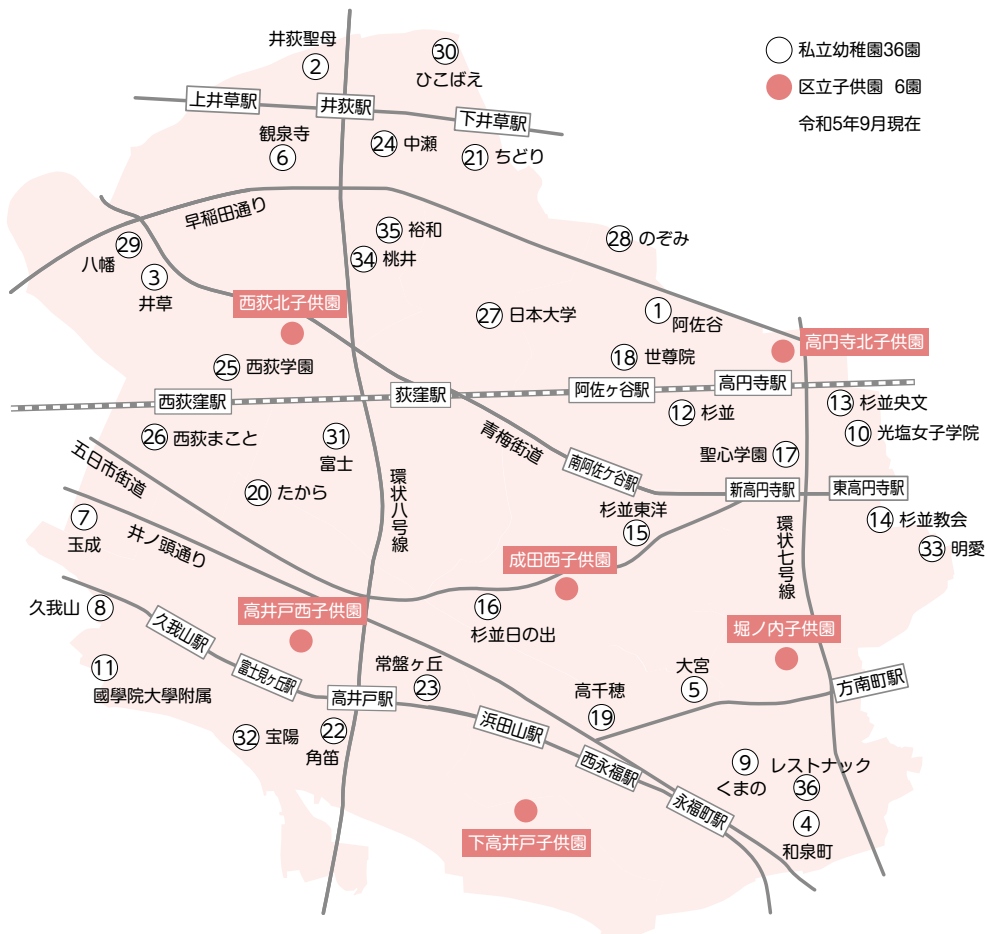 井荻聖母
②
㉚
ひこばえ
○ 私立幼稚園36園
区立子供園 6園
令和5年9月現在
上井草駅
井荻駅
下井草駅
観泉寺
⑥
㉔ 中瀬
㉑ ちどり
早稲田通り
㉟ 裕和
㉞ 桃井
㉘ のぞみ
㉙
八幡
③
井草
西荻北子供園
㉗ 日本大学
①
阿佐谷
高円寺北子供園
⑱ 世尊院
㉕ 西荻学園
西荻窪駅
荻窪駅
阿佐ヶ谷駅
高円寺駅
⑫ 杉並
⑬ 杉並央文
⑩ 光塩女子学院
㉖ 西荻まこと
㉛
富士
青梅街道
聖心学園 ⑰
五日市街道
南阿佐ケ谷駅
新高円寺駅
東高円寺駅
⑳ たから
環状八号線
⑦
玉成
井ノ頭通り
杉並東洋
⑮
環状七号線
⑭ 杉並教会
㉝ 明愛
成田西子供園
久我山 ⑧
高井戸西子供園
⑯
杉並日の出
堀ノ内子供園
久我山駅
⑪
國學院大學附属
富士見ヶ丘駅
高井戸駅
常盤ヶ丘
㉓
高千穂
⑲
大宮
⑤
方南町駅
㉜ 宝陽
㉒
角笛
浜田山駅
西永福駅
永福町駅
⑨
くまの
レストナック
㊱
④
和泉町
下高井戸子供園